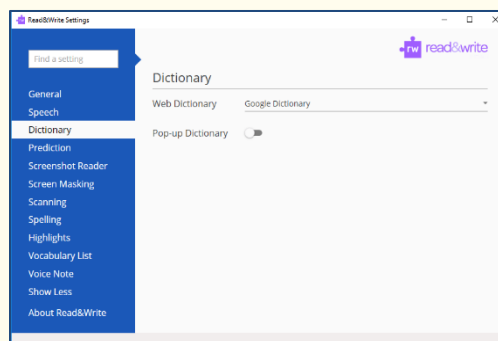 Read&Write Settings
rw read&write
Find a setting
General
Speech
Dictionary
Prediction
Screenshot Reader
Screen Masking
Scanning
Spelling
Highlights
Vocabulary List
Voice Note
Show Less
About Read&Write
Dictionary
Web Dictionary Google Dictionary
Pop-up Dictionary